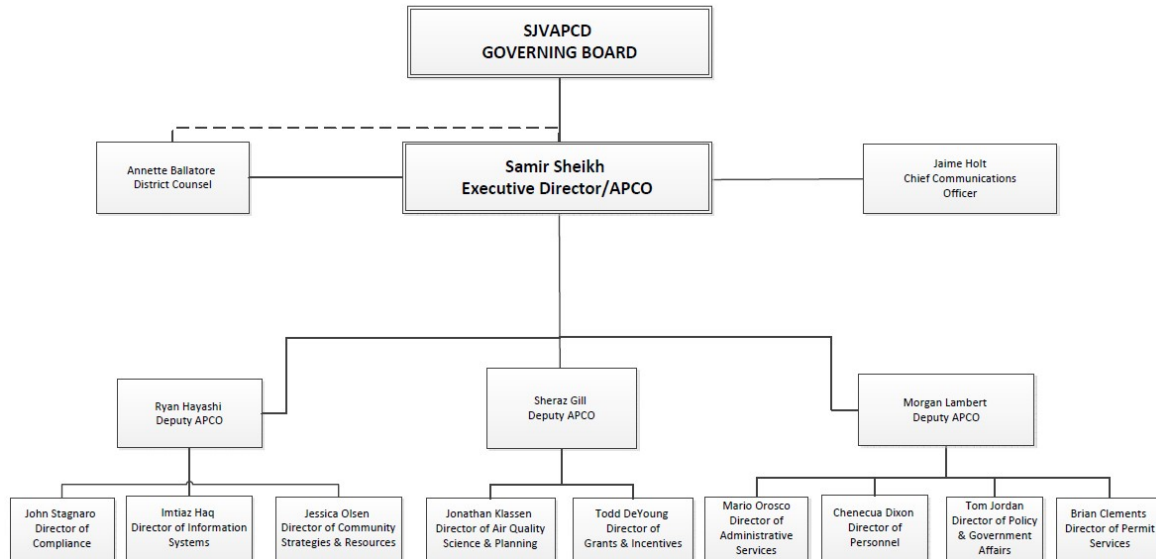 SJVAPCD
GOVERNING BOARD
Annette Ballatore
District Counsel
Samir Sheikh
Executive Director/APCO
Jaime Holt
Chief Communications
Officer
Ryan Hayashi
Deputy APCO
Sheraz Gill
Deputy APCO
Morgan Lambert
Deputy APCO
John Stagnaro
Director of
Compliance
Imtiaz Haq
Director of Information
Systems
Jessica Olsen
Director of Community
Strategies & Resources
Jonathan Klassen
Director of Air Quality
Science & Planning
Todd DeYoung
Director of
Grants & Incentives
Mario Orosco
Director of
Administrative
Services
Chenecua Dixon
Director of
Personnel
Tom Jordan
Director of Policy
& Government
Affairs
Brian Clements
Director of Permit
Services